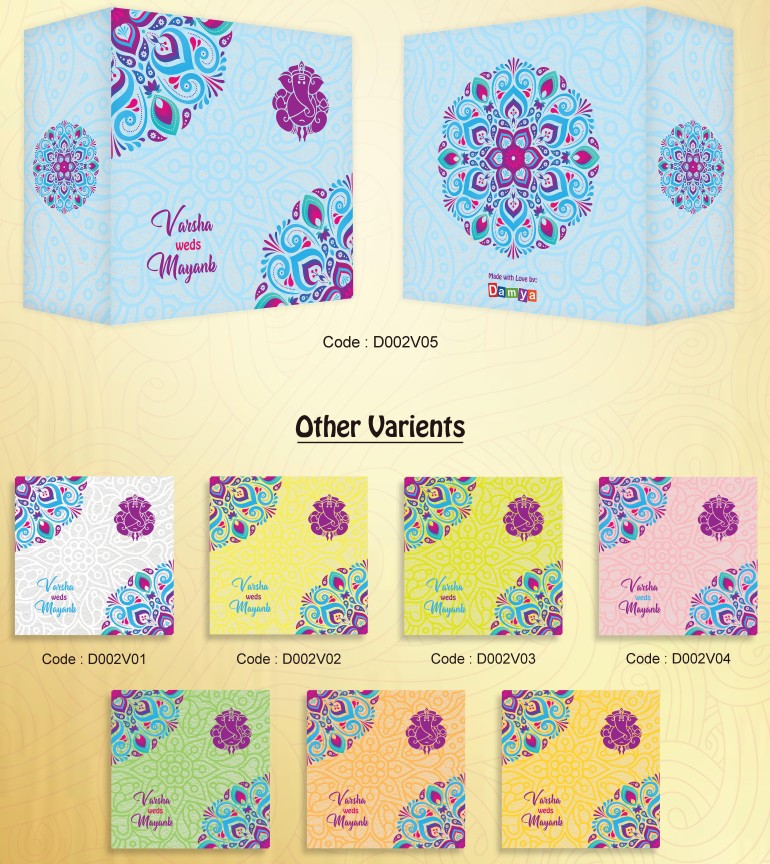 Varsha
weds
Mayank
Made with Love by:
Damya
Code : D002V05
Other Varients
Varsha
weds
Mayank
Varsha
weds
Mayank
Varsha
weds
Mayank
Varsha
weds
Mayank
Code : D002V01
Code : D002V02
Code : D002V03
Code : D002V04
Varsha
weds
Mayank
Varsha
weds
Mayank
Varsha
weds
Mayank